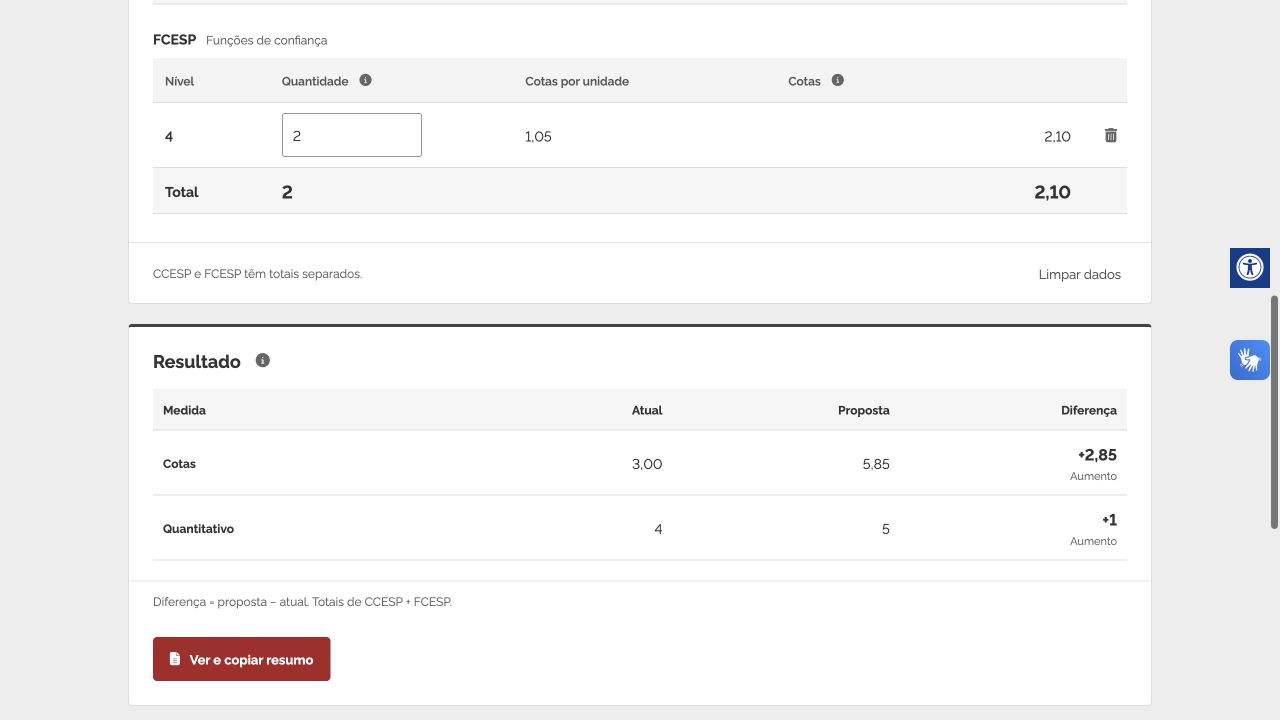 FCESP Funções de confiança
Nível Quantidade Cotas por unidade Cotas
4 2 1,05 2,10
Total 2 2,10
CCESP e FCESP têm totais separados. Limpar dados
Resultado
Medida Atual Proposta Diferença
Cotas 3,00 5,85 +2,85
Aumento
Quantitativo 4 5 +1
Aumento
Diferença = proposta – atual. Totais de CCESP + FCESP.
Ver e copiar resumo